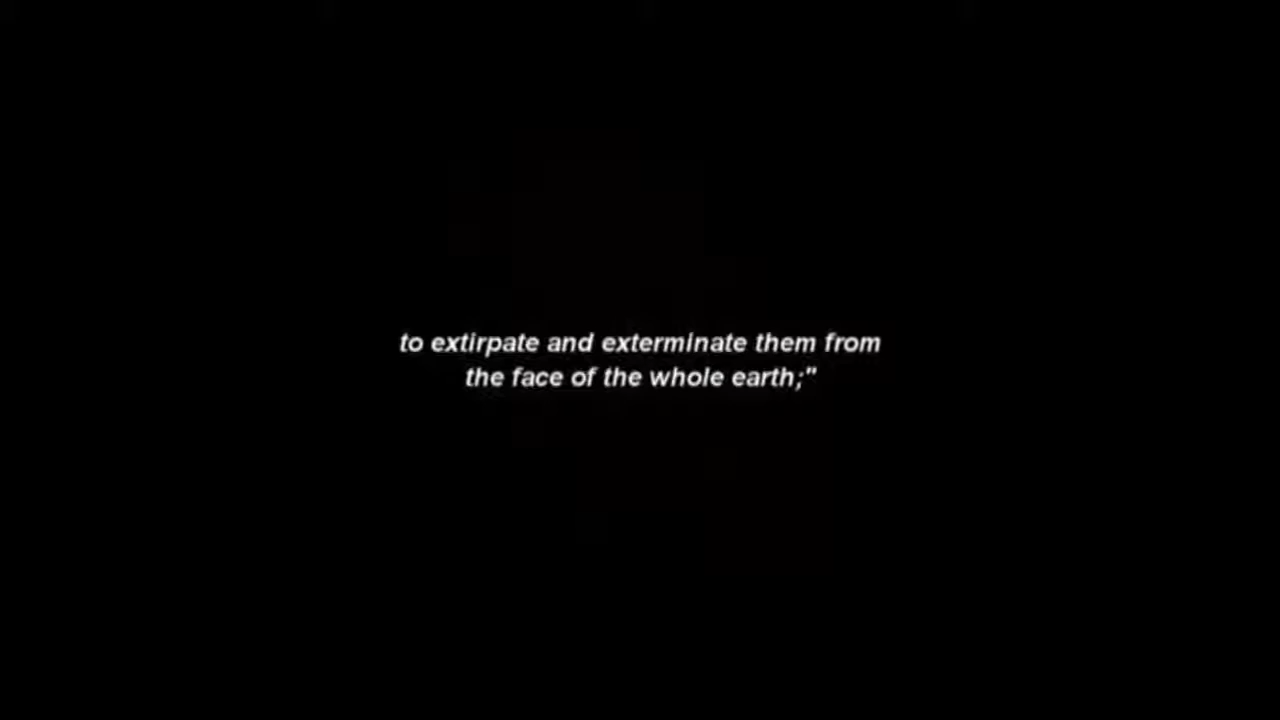 to extirpate and exterminate them from
the face of the whole earth;"